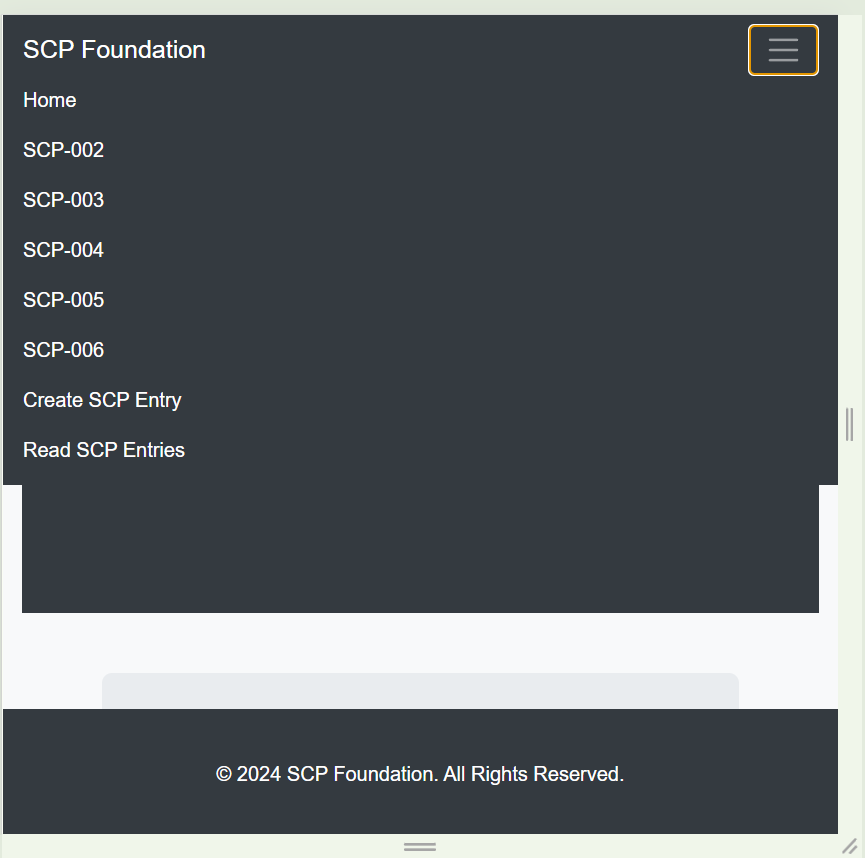 SCP Foundation
Home
SCP-002
SCP-003
SCP-004
SCP-005
SCP-006
Create SCP Entry
Read SCP Entries
© 2024 SCP Foundation. All Rights Reserved.